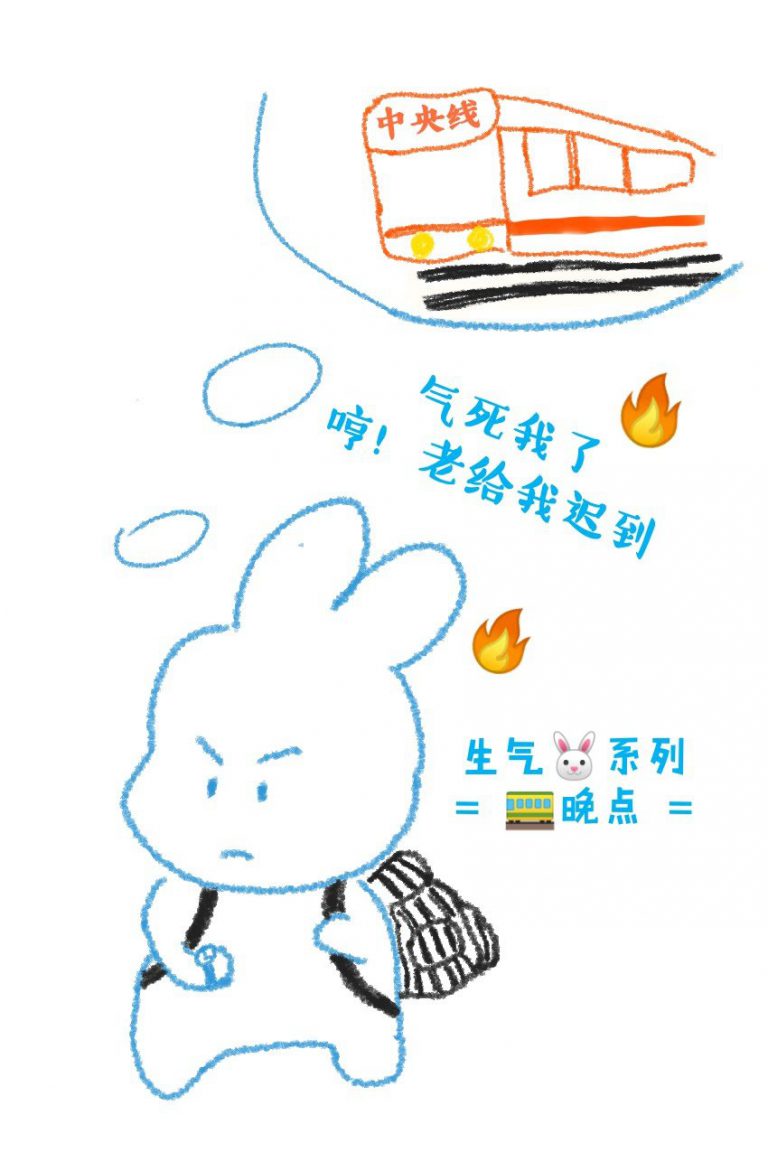 中央线
气死我了🔥
哼! 老给我迟到
🔥
生气🐰系列
= 🚃晚点 =